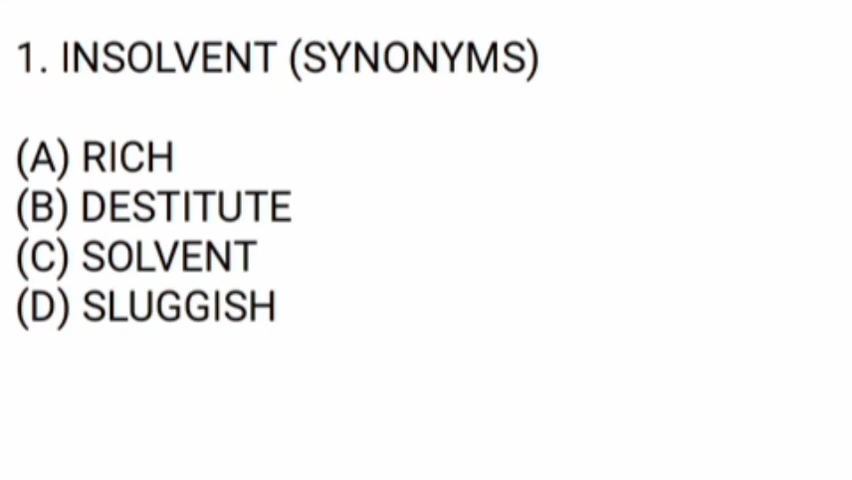 1. INSOLVENT (SYNONYMS)
(A) RICH
(B) DESTITUTE
(C) SOLVENT
(D) SLUGGISH